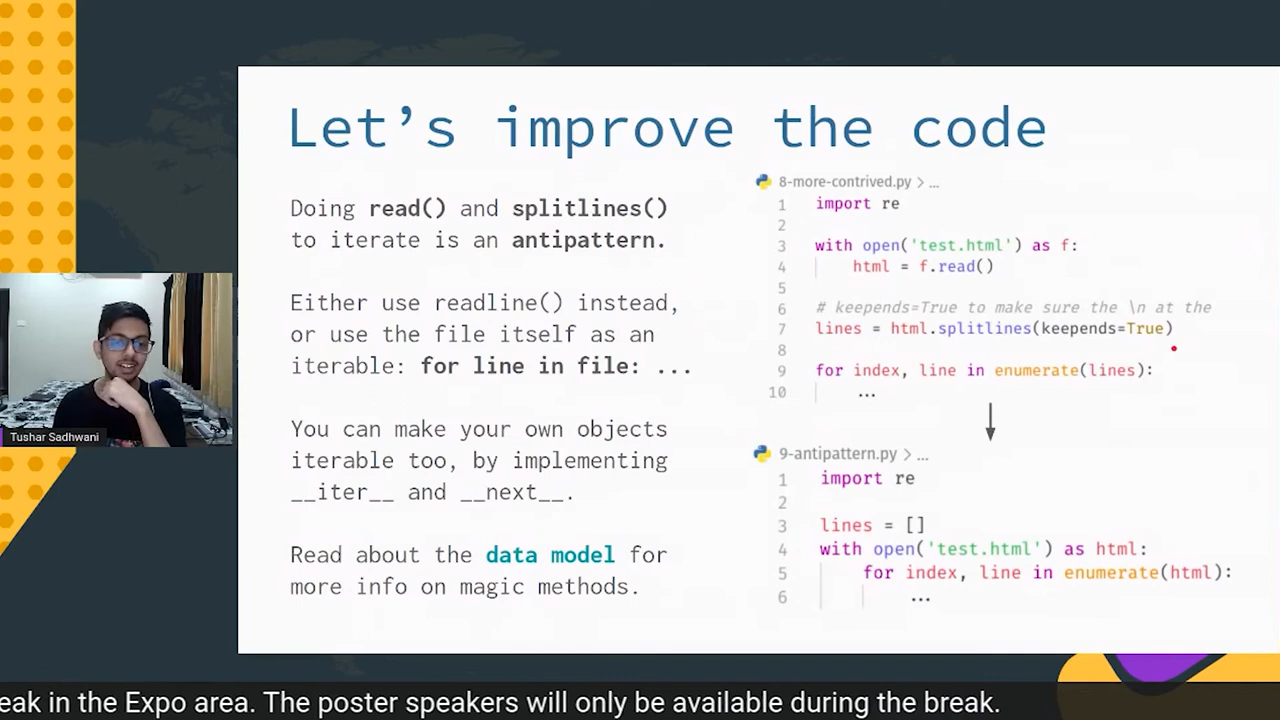 Let’s improve the code
Doing read() and splitlines()
to iterate is an antipattern.
Either use readline() instead,
or use the file itself as an
iterable: for line in file: ...
You can make your own objects
iterable too, by implementing
__iter__ and __next__.
Read about the data model for
more info on magic methods.
8-more-contrived.py > ...
1 import re
2
3 with open('test.html') as f:
4 html = f.read()
5
6 # keepends=True to make sure the \n at the
7 lines = html.splitlines(keepends=True)
8
9 for index, line in enumerate(lines):
10 ...
9-antipattern.py > ...
1 import re
2
3 lines = []
4 with open('test.html') as html:
5 for index, line in enumerate(html):
6 ...
Tushar Sadhwani
eak in the Expo area. The poster speakers will only be available during the break.